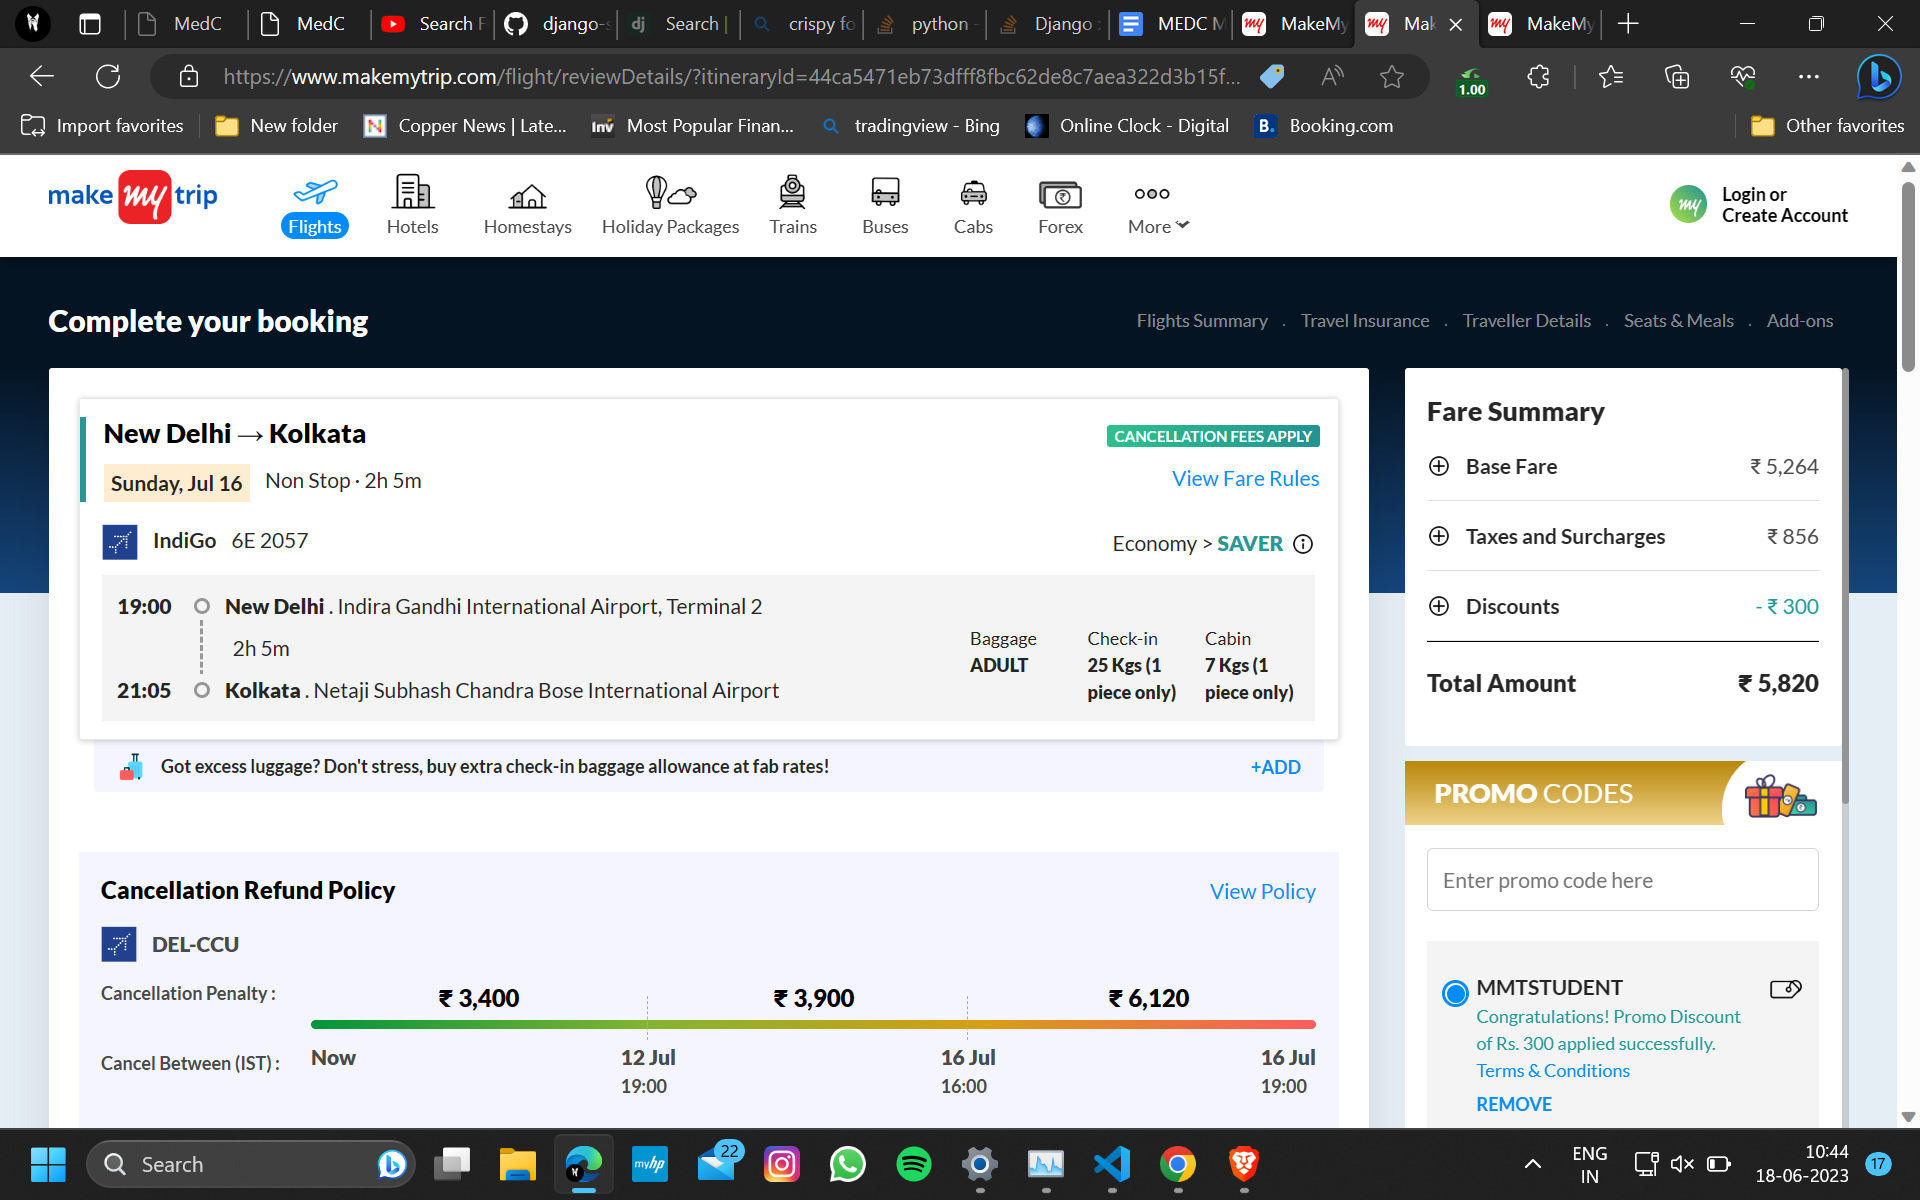 MedC
MedC
Search F
django-s
Search |
crispy fo
python -
Django :
MEDC M
MakeMy
Mak
MakeMy
https://www.makemytrip.com/flight/reviewDetails/?itineraryId=44ca5471eb73dfff8fbc62de8c7aea322d3b15f...
1.00
Import favorites
New folder
Copper News | Late...
Most Popular Finan...
tradingview - Bing
Online Clock - Digital
Booking.com
Other favorites
make my trip
Flights
Hotels
Homestays
Holiday Packages
Trains
Buses
Cabs
Forex
More
my
Login or
Create Account
Complete your booking
Flights Summary . Travel Insurance . Traveller Details . Seats & Meals . Add-ons
New Delhi → Kolkata
CANCELLATION FEES APPLY
Sunday, Jul 16 Non Stop · 2h 5m
View Fare Rules
IndiGo 6E 2057
Economy > SAVER
19:00 New Delhi . Indira Gandhi International Airport, Terminal 2
2h 5m
21:05 Kolkata . Netaji Subhash Chandra Bose International Airport
Baggage
ADULT
Check-in
25 Kgs (1
piece only)
Cabin
7 Kgs (1
piece only)
Got excess luggage? Don't stress, buy extra check-in baggage allowance at fab rates!
+ADD
Cancellation Refund Policy
View Policy
DEL-CCU
Cancellation Penalty :
₹ 3,400
₹ 3,900
₹ 6,120
Cancel Between (IST) :
Now
12 Jul
19:00
16 Jul
16:00
16 Jul
19:00
Fare Summary
Base Fare ₹ 5,264
Taxes and Surcharges ₹ 856
Discounts - ₹ 300
Total Amount ₹ 5,820
PROMO CODES
Enter promo code here
MMTSTUDENT
Congratulations! Promo Discount
of Rs. 300 applied successfully.
Terms & Conditions
REMOVE
Search
myhp
22
ENG
IN
10:44
18-06-2023
17